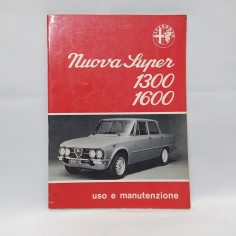 Nuova Super
1300
1600
uso e manutenzione